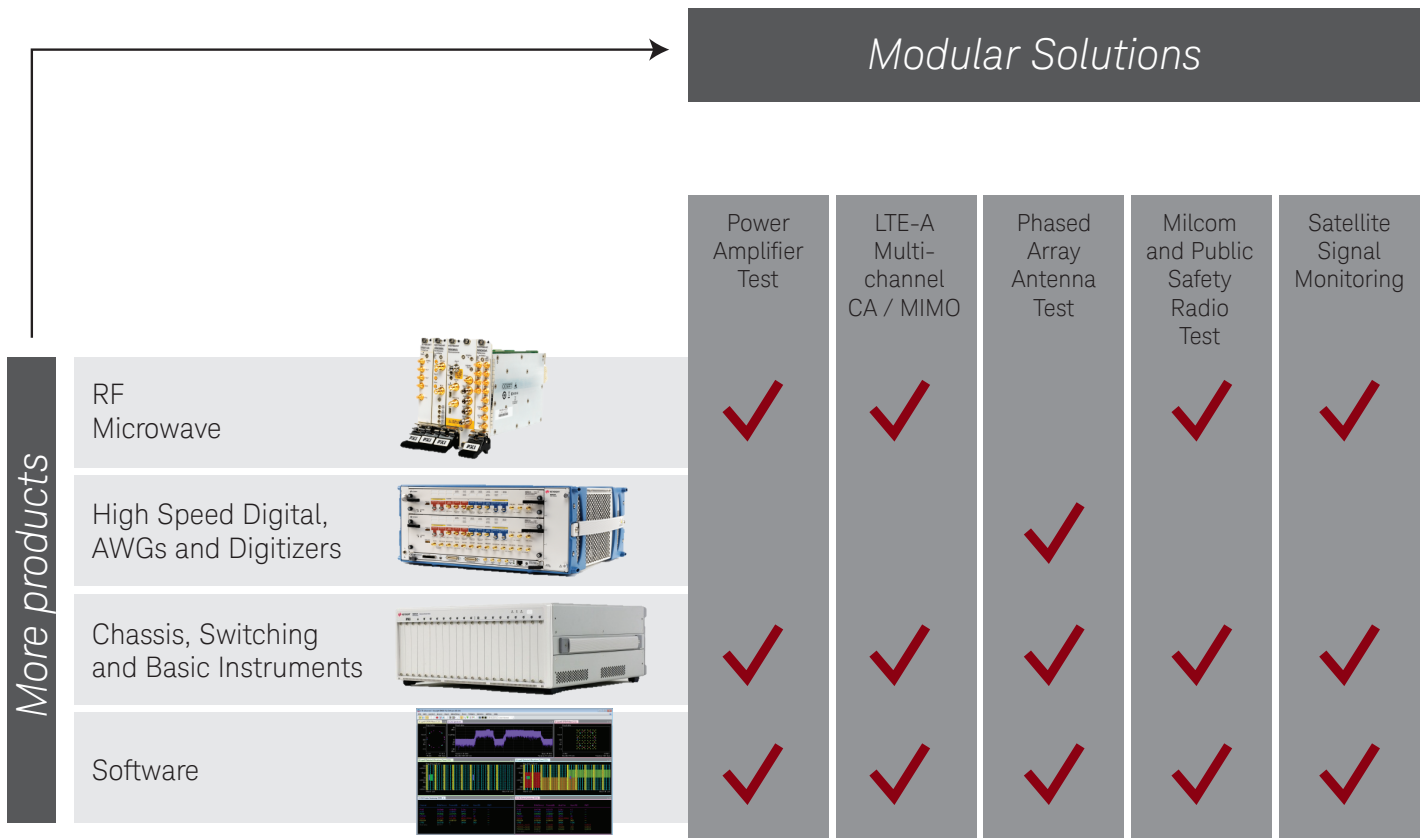 Modular Solutions
Power
Amplifier
Test
LTE-A
Multi-
channel
CA / MIMO
Phased
Array
Antenna
Test
Milcom
and Public
Safety
Radio
Test
Satellite
Signal
Monitoring
More products
RF
Microwave
High Speed Digital,
AWGs and Digitizers
Chassis, Switching
and Basic Instruments
Software